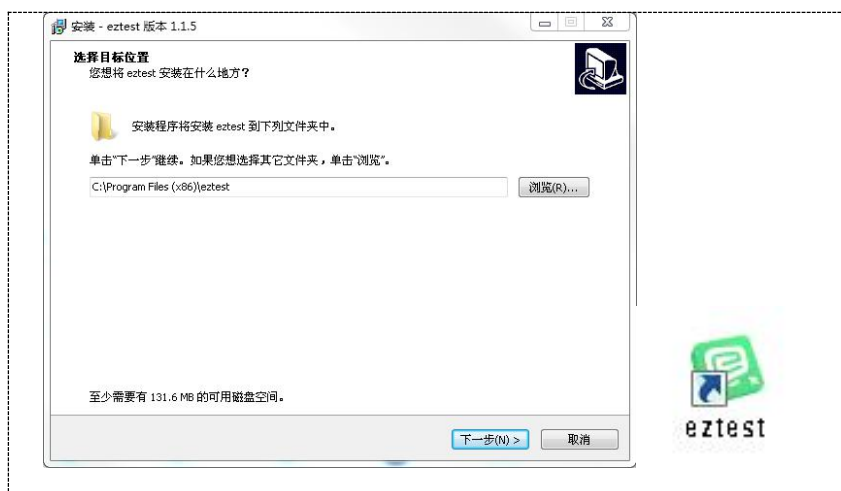 安装 - eztest 版本 1.1.5
选择目标位置
您想将 eztest 安装在什么地方?
安装程序将安装 eztest 到下列文件夹中。
单击“下一步”继续。如果您想选择其它文件夹,单击“浏览”。
C:\Program Files (x86)\eztest
浏览(R)...
至少需要有 131.6 MB 的可用磁盘空间。
下一步(N) >
取消
eztest